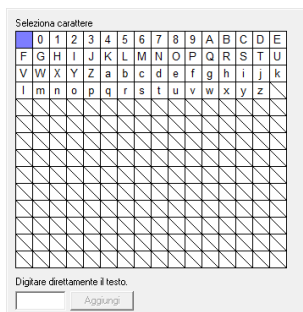 Seleziona carattere
0 1 2 3 4 5 6 7 8 9 A B C D E
F G H I J K L M N O P Q R S T U
V W X Y Z a b c d e f g h i j k
l m n o p q r s t u v w x y z
Digitare direttamente il testo.
Aggiungi